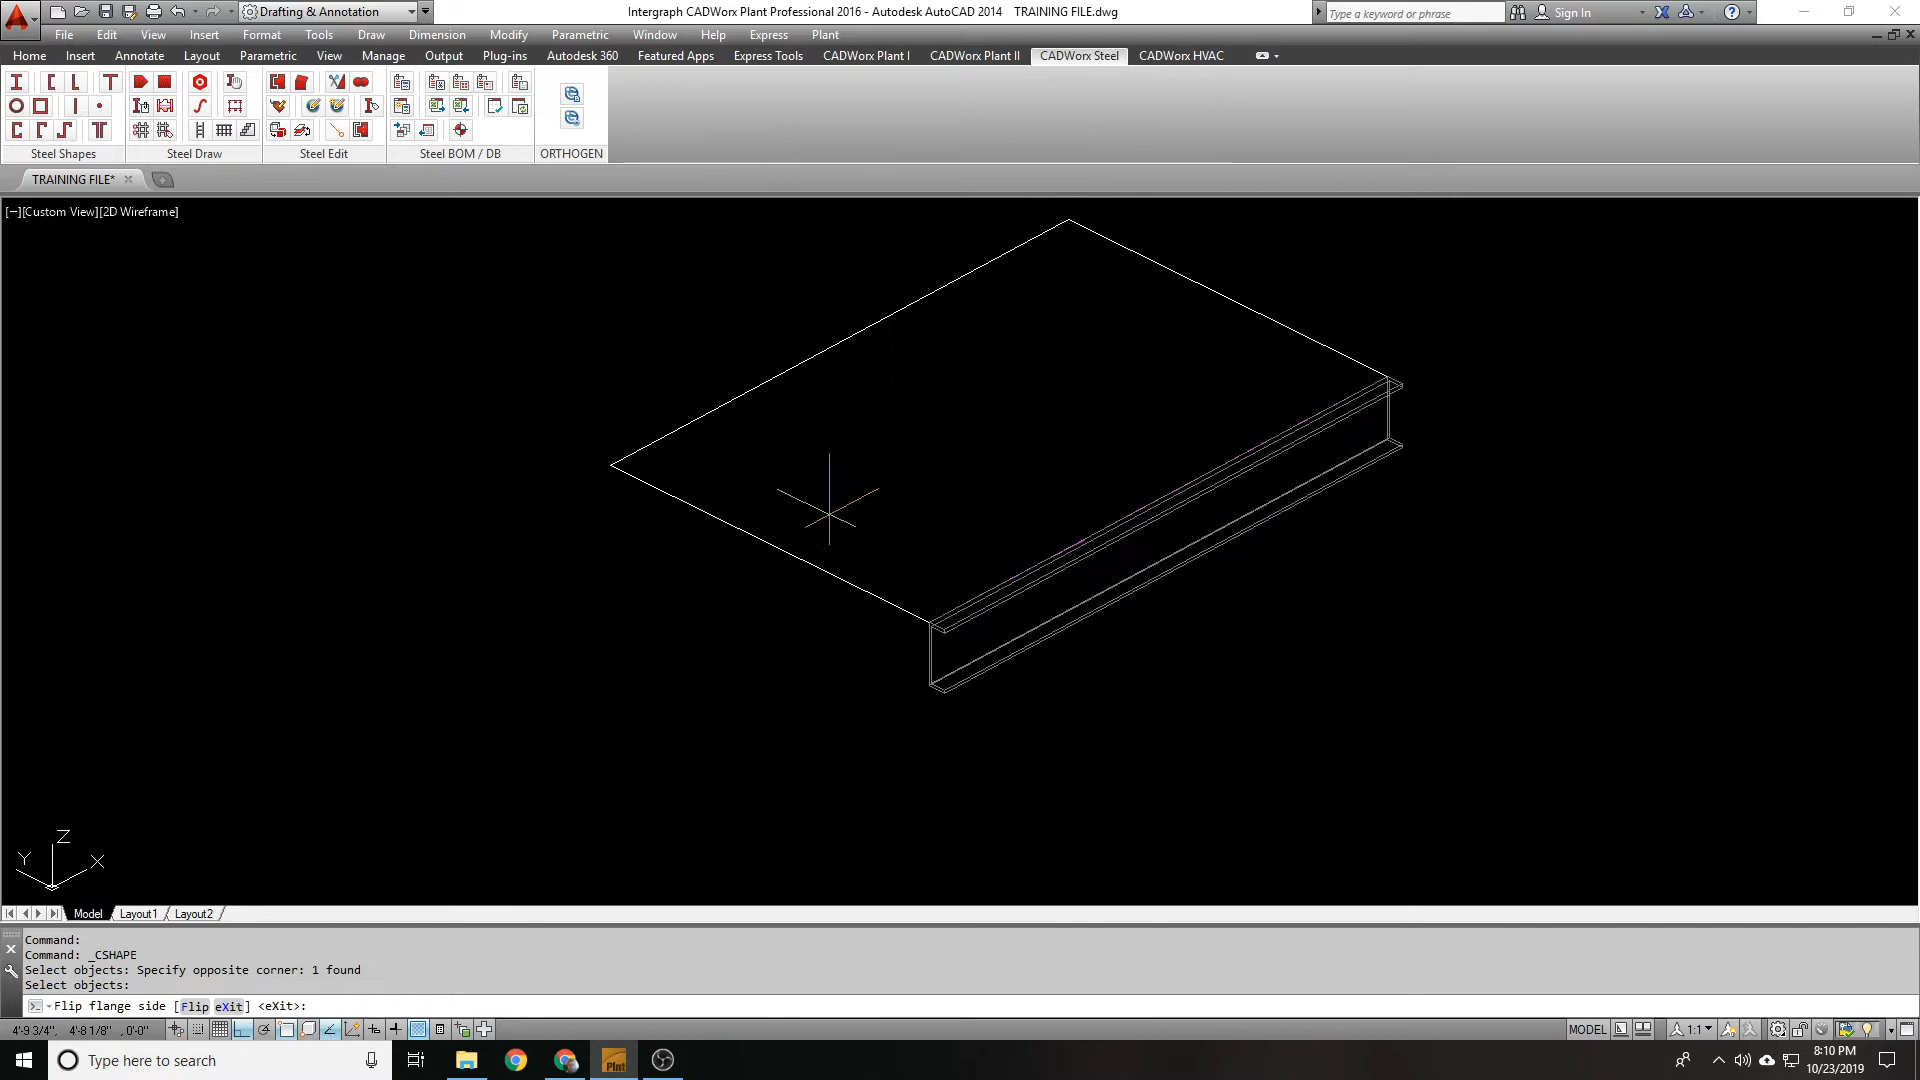 Drafting & Annotation
Intergraph CADWorx Plant Professional 2016 - Autodesk AutoCAD 2014 TRAINING FILE.dwg
Type a keyword or phrase
Sign In
File Edit View Insert Format Tools Draw Dimension Modify Parametric Window Help Express Plant
Home Insert Annotate Layout Parametric View Manage Output Plug-ins Autodesk 360 Featured Apps Express Tools CADWorx Plant I CADWorx Plant II CADWorx Steel CADWorx HVAC
Steel Shapes Steel Draw Steel Edit Steel BOM / DB ORTHOGEN
TRAINING FILE*
[−][Custom View][2D Wireframe]
Z
Y X
Model Layout1 Layout2
Command:
Command: _CSHAPE
Select objects: Specify opposite corner: 1 found
Select objects:
Flip flange side [Flip eXit] <eXit>:
4'-9 3/4", 4'-8 1/8" , 0'-0" MODEL 1:1
Type here to search
Plnt
8:10 PM
10/23/2019